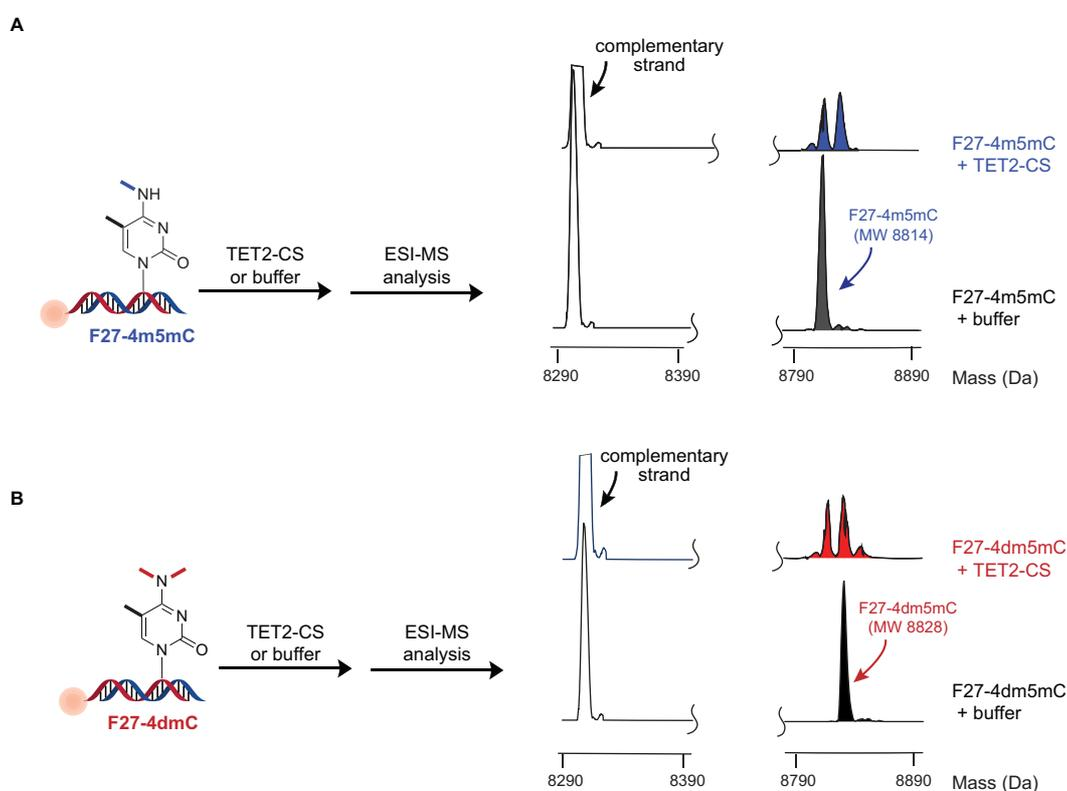 A
complementary
strand
F27-4m5mC
+ TET2-CS
NH
N
N
O
TET2-CS
or buffer
ESI-MS
analysis
F27-4m5mC
(MW 8814)
F27-4m5mC
+ buffer
F27-4m5mC
8290
8390
8790
8890
Mass (Da)
B
complementary
strand
F27-4dm5mC
+ TET2-CS
N
N
N
O
TET2-CS
or buffer
ESI-MS
analysis
F27-4dm5mC
(MW 8828)
F27-4dm5mC
+ buffer
F27-4dmC
8290
8390
8790
8890
Mass (Da)